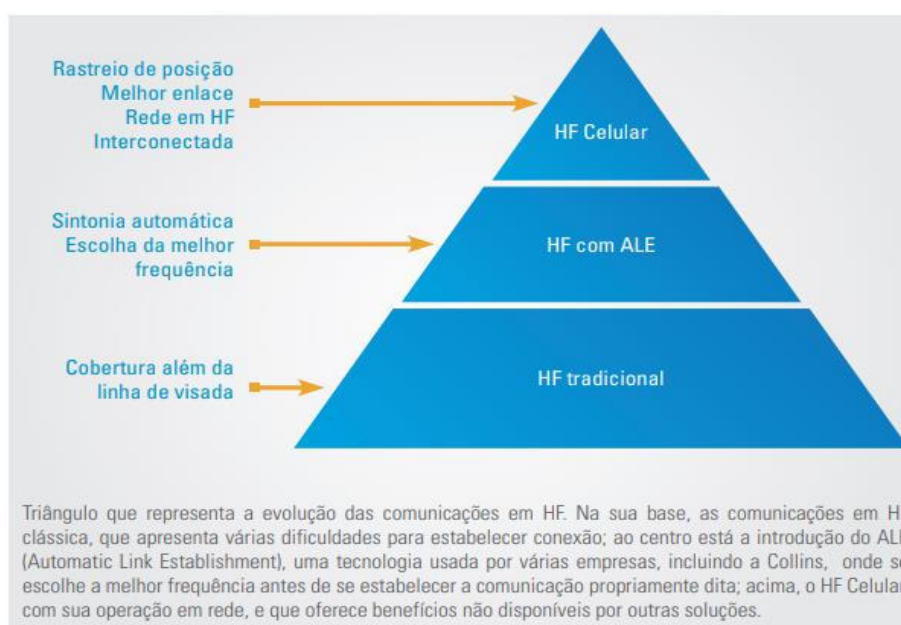 Rastreio de posição
Melhor enlace
Rede em HF
Interconectada
HF Celular
Sintonia automática
Escolha da melhor
frequência
HF com ALE
Cobertura além da
linha de visada
HF tradicional
Triângulo que representa a evolução das comunicações em HF. Na sua base, as comunicações em
clássica, que apresenta várias dificuldades para estabelecer conexão; ao centro está a introdução do
(Automatic Link Establishment), uma tecnologia usada por várias empresas, incluindo a Collins, onde se
escolhe a melhor frequência antes de se estabelecer a comunicação propriamente dita; acima, o HF Celular
com sua operação em rede, e que oferece benefícios não disponíveis por outras soluções.